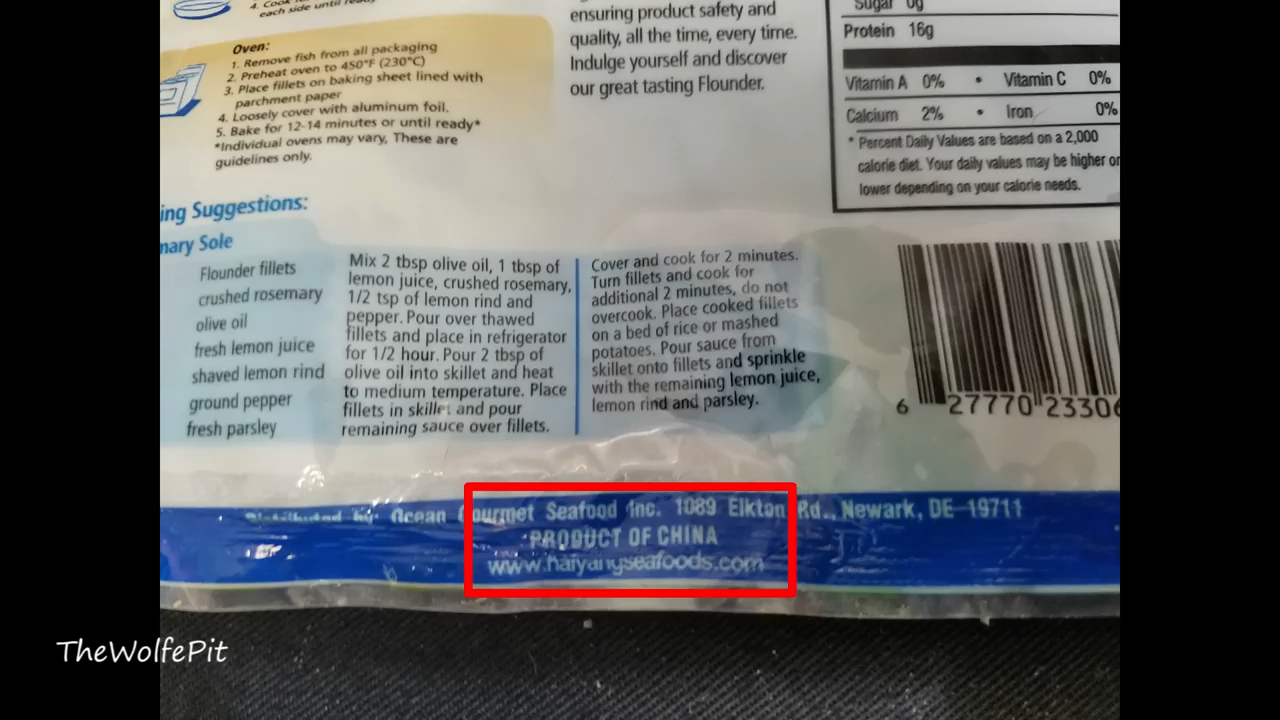 4. Cook
each side until ready
Oven:
1. Remove fish from all packaging
2. Preheat oven to 450°F (230°C)
3. Place fillets on baking sheet lined with
parchment paper
4. Loosely cover with aluminum foil.
5. Bake for 12-14 minutes or until ready*
*Individual ovens may vary, These are
guidelines only.
ensuring product safety and
quality, all the time, every time.
Indulge yourself and discover
our great tasting Flounder.
Sugar 0g
Protein 16g
Vitamin A 0% • Vitamin C 0%
Calcium 2% • Iron 0%
* Percent Daily Values are based on a 2,000
calorie diet. Your daily values may be higher or
lower depending on your calorie needs.
ing Suggestions:
mary Sole
Flounder fillets
crushed rosemary
olive oil
fresh lemon juice
shaved lemon rind
ground pepper
fresh parsley
Mix 2 tbsp olive oil, 1 tbsp of
lemon juice, crushed rosemary,
1/2 tsp of lemon rind and
pepper. Pour over thawed
fillets and place in refrigerator
for 1/2 hour. Pour 2 tbsp of
olive oil into skillet and heat
to medium temperature. Place
fillets in skillet and pour
remaining sauce over fillets.
Cover and cook for 2 minutes.
Turn fillets and cook for
additional 2 minutes, do not
overcook. Place cooked fillets
on a bed of rice or mashed
potatoes. Pour sauce from
skillet onto fillets and sprinkle
with the remaining lemon juice,
lemon rind and parsley.
6 27770 23306
Distributed by: Ocean Gourmet Seafood Inc. 1089 Elkton Rd., Newark, DE 19711
PRODUCT OF CHINA
www.haiyangseafoods.com
TheWolfePit